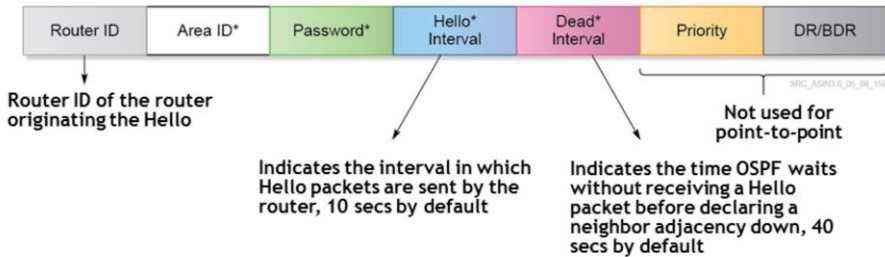 Router ID
Area ID*
Password*
Hello*
Interval
Dead*
Interval
Priority
DR/BDR
Router ID of the router
originating the Hello
Not used for
point-to-point
Indicates the interval in which
Hello packets are sent by the
router, 10 secs by default
Indicates the time OSPF waits
without receiving a Hello
packet before declaring a
neighbor adjacency down, 40
secs by default